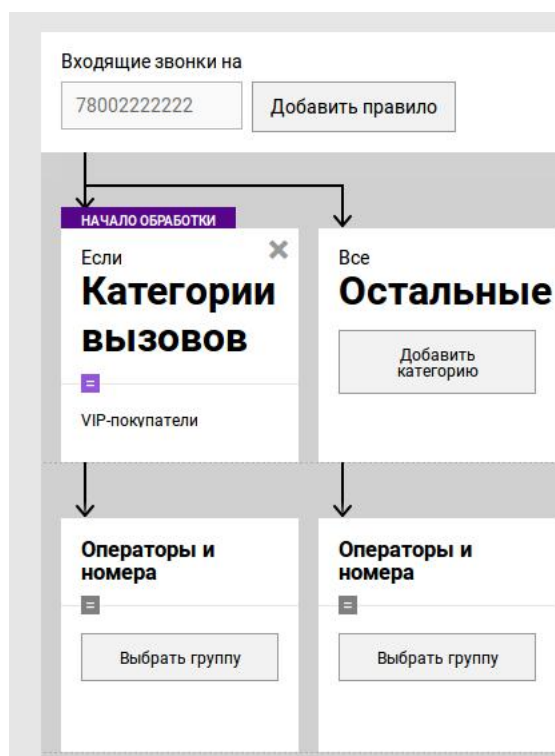 Входящие звонки на
78002222222
Добавить правило
НАЧАЛО ОБРАБОТКИ
Если
Категории
вызовов
=
VIP-покупатели
Все
Остальные
Добавить
категорию
Операторы и
номера
=
Выбрать группу
Операторы и
номера
=
Выбрать группу